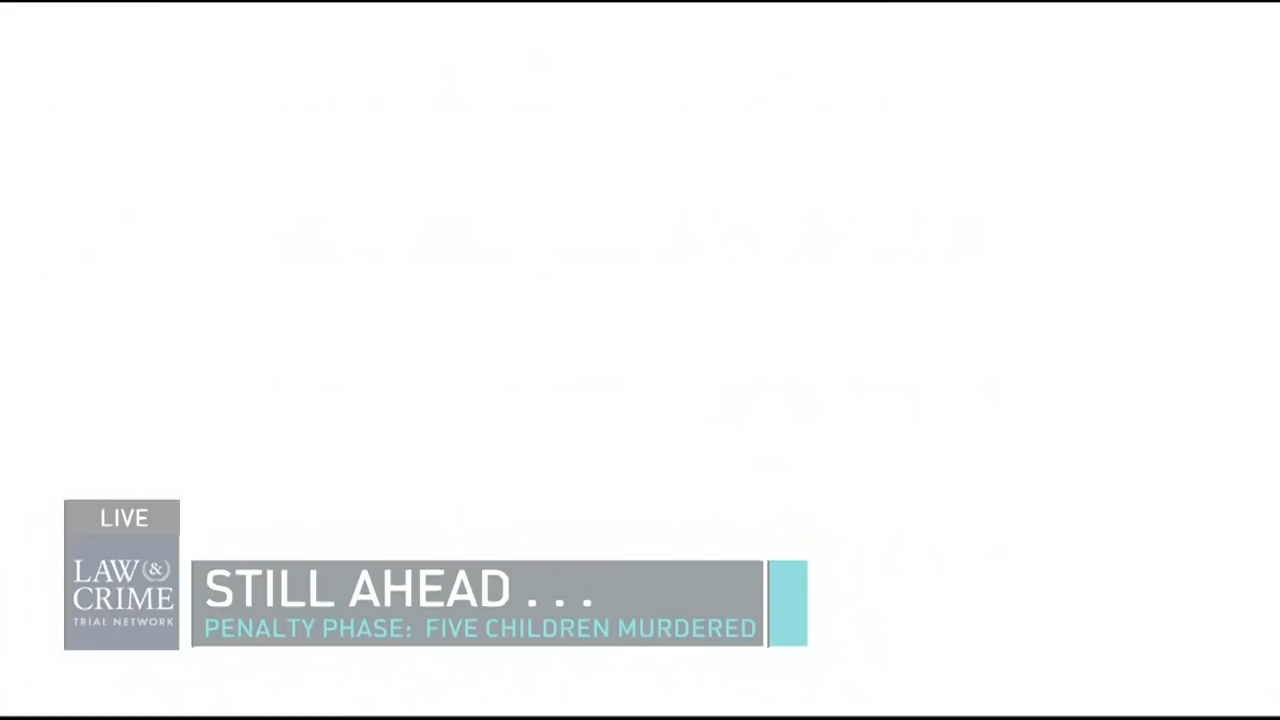 LIVE
LAW &
CRIME
TRIAL NETWORK
STILL AHEAD . . .
PENALTY PHASE: FIVE CHILDREN MURDERED